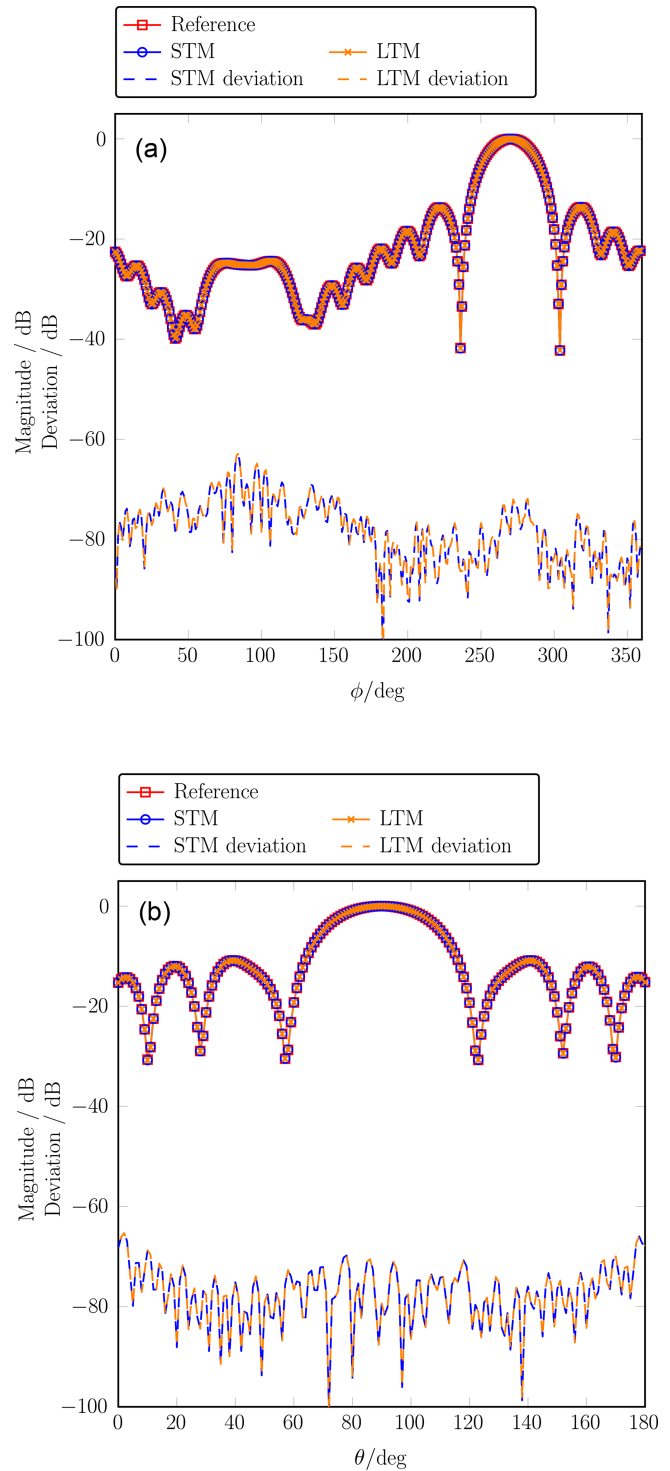 Reference
STM
LTM
STM deviation
LTM deviation
(a)
0
−20
−40
−60
−80
−100
Magnitude / dB
Deviation / dB
0 50 100 150 200 250 300 350
ϕ/deg
Reference
STM
LTM
STM deviation
LTM deviation
(b)
0
−20
−40
−60
−80
−100
Magnitude / dB
Deviation / dB
0 20 40 60 80 100 120 140 160 180
θ/deg